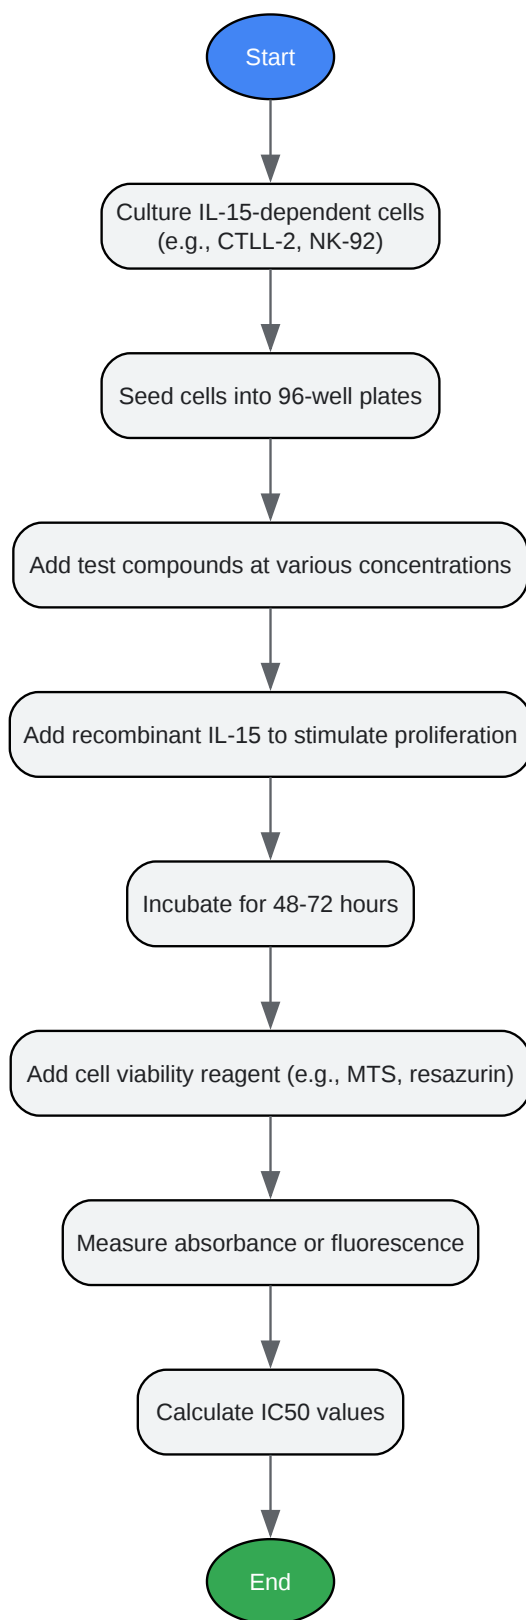 Start
Culture IL-15-dependent cells
(e.g., CTLL-2, NK-92)
Seed cells into 96-well plates
Add test compounds at various concentrations
Add recombinant IL-15 to stimulate proliferation
Incubate for 48-72 hours
Add cell viability reagent (e.g., MTS, resazurin)
Measure absorbance or fluorescence
Calculate IC50 values
End